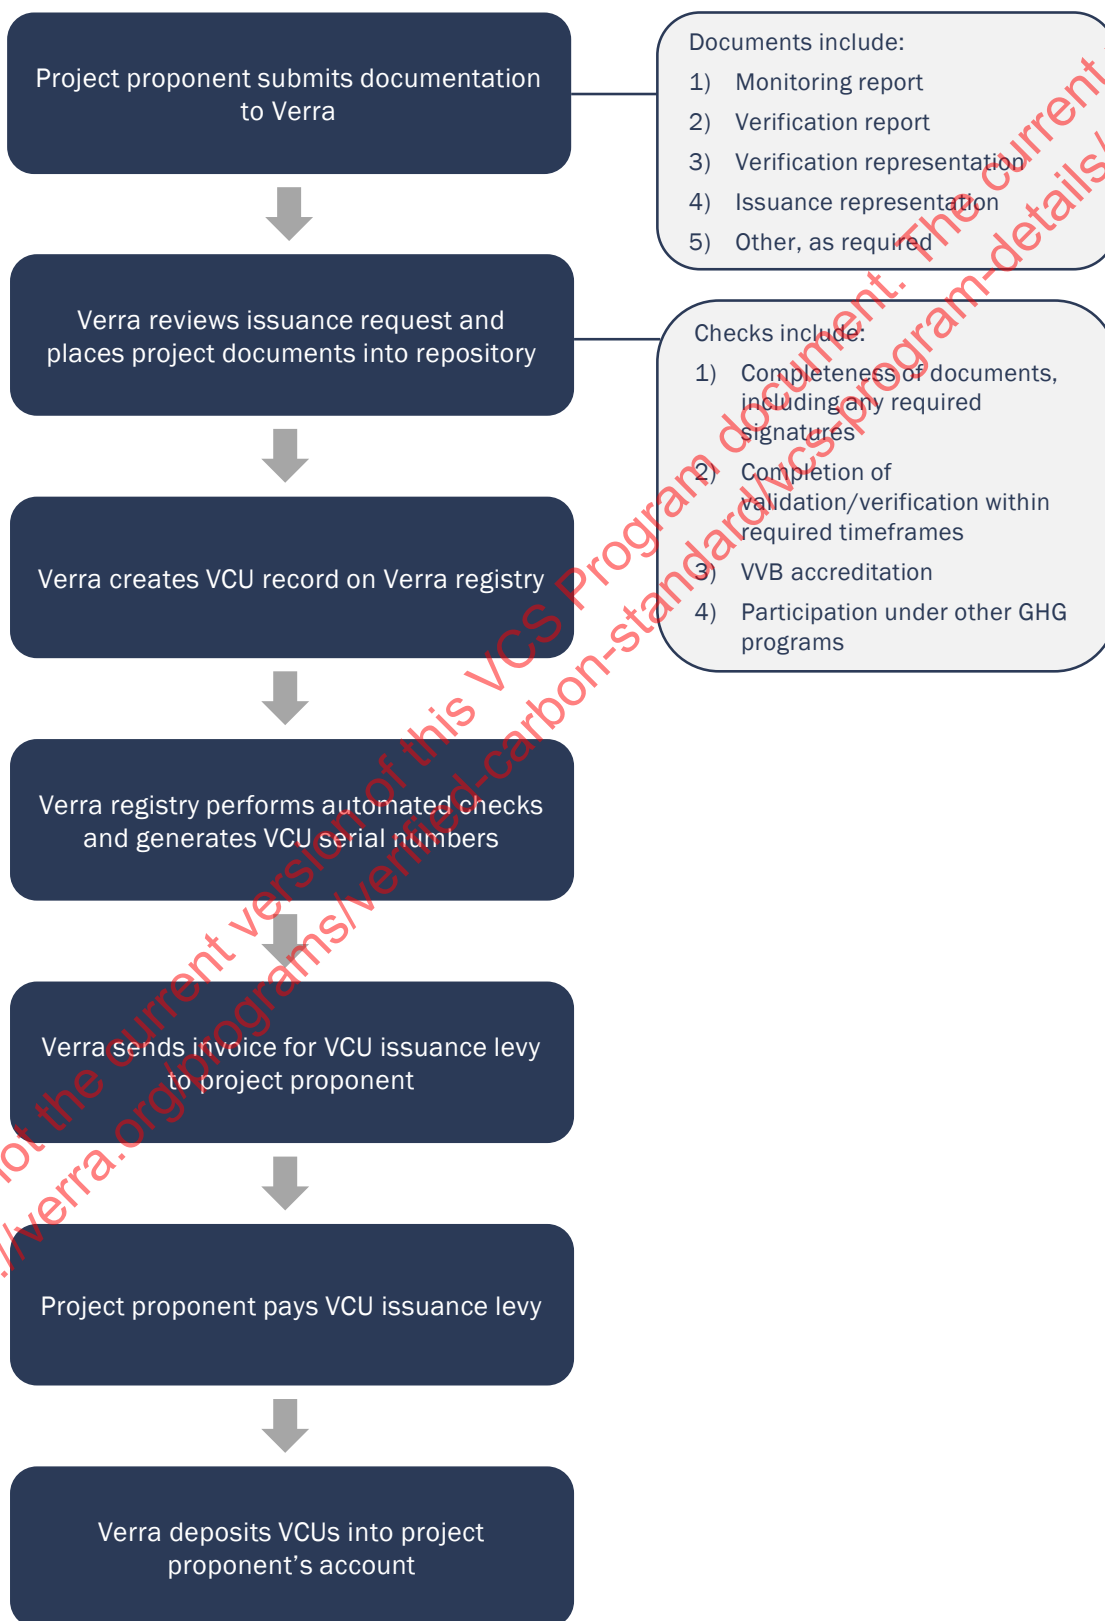 Project proponent submits documentation
to Verra
Documents include:
1) Monitoring report
2) Verification report
3) Verification representation
4) Issuance representation
5) Other, as required
Verra reviews issuance request and
places project documents into repository
Checks include:
1) Completeness of documents,
including any required
signatures
2) Completion of
validation/verification within
required timeframes
3) VVB accreditation
4) Participation under other GHG
programs
Verra creates VCU record on Verra registry
Verra registry performs automated checks
and generates VCU serial numbers
Verra sends invoice for VCU issuance levy
to project proponent
Project proponent pays VCU issuance levy
Verra deposits VCUs into project
proponent's account
not the current version of this VCS Program document. The current
//verra.org/programs/verified-carbon-standard/vcs-program-details/